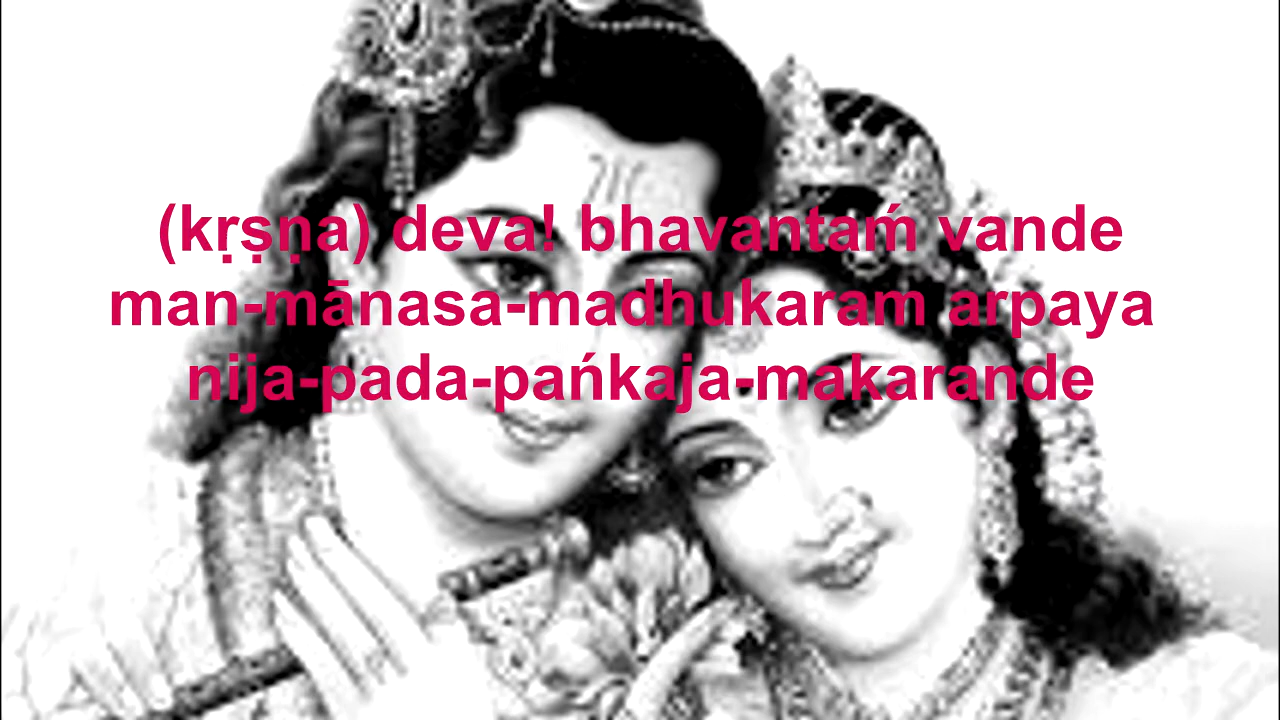 (kṛṣṇa) deva! bhavantaḿ vande
man-mānasa-madhukaram arpaya
nija-pada-pańkaja-makarande